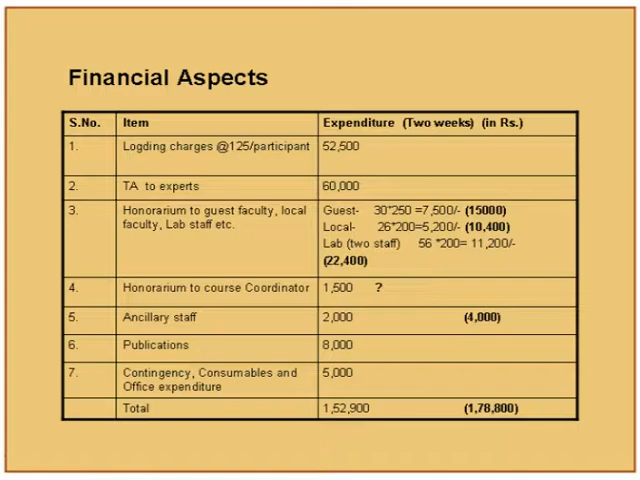 Financial Aspects
S.No. Item Expenditure (Two weeks) (in Rs.)
1. Logding charges @125/participant 52,500
2. TA to experts 60,000
3. Honorarium to guest faculty, local Guest- 30*250 =7,500/- (15000)
faculty, Lab staff etc. Local- 26*200=5,200/- (10,400)
Lab (two staff) 56 *200= 11,200/-
(22,400)
4. Honorarium to course Coordinator 1,500 ?
5. Ancillary staff 2,000 (4,000)
6. Publications 8,000
7. Contingency, Consumables and 5,000
Office expenditure
Total 1,52,900 (1,78,800)